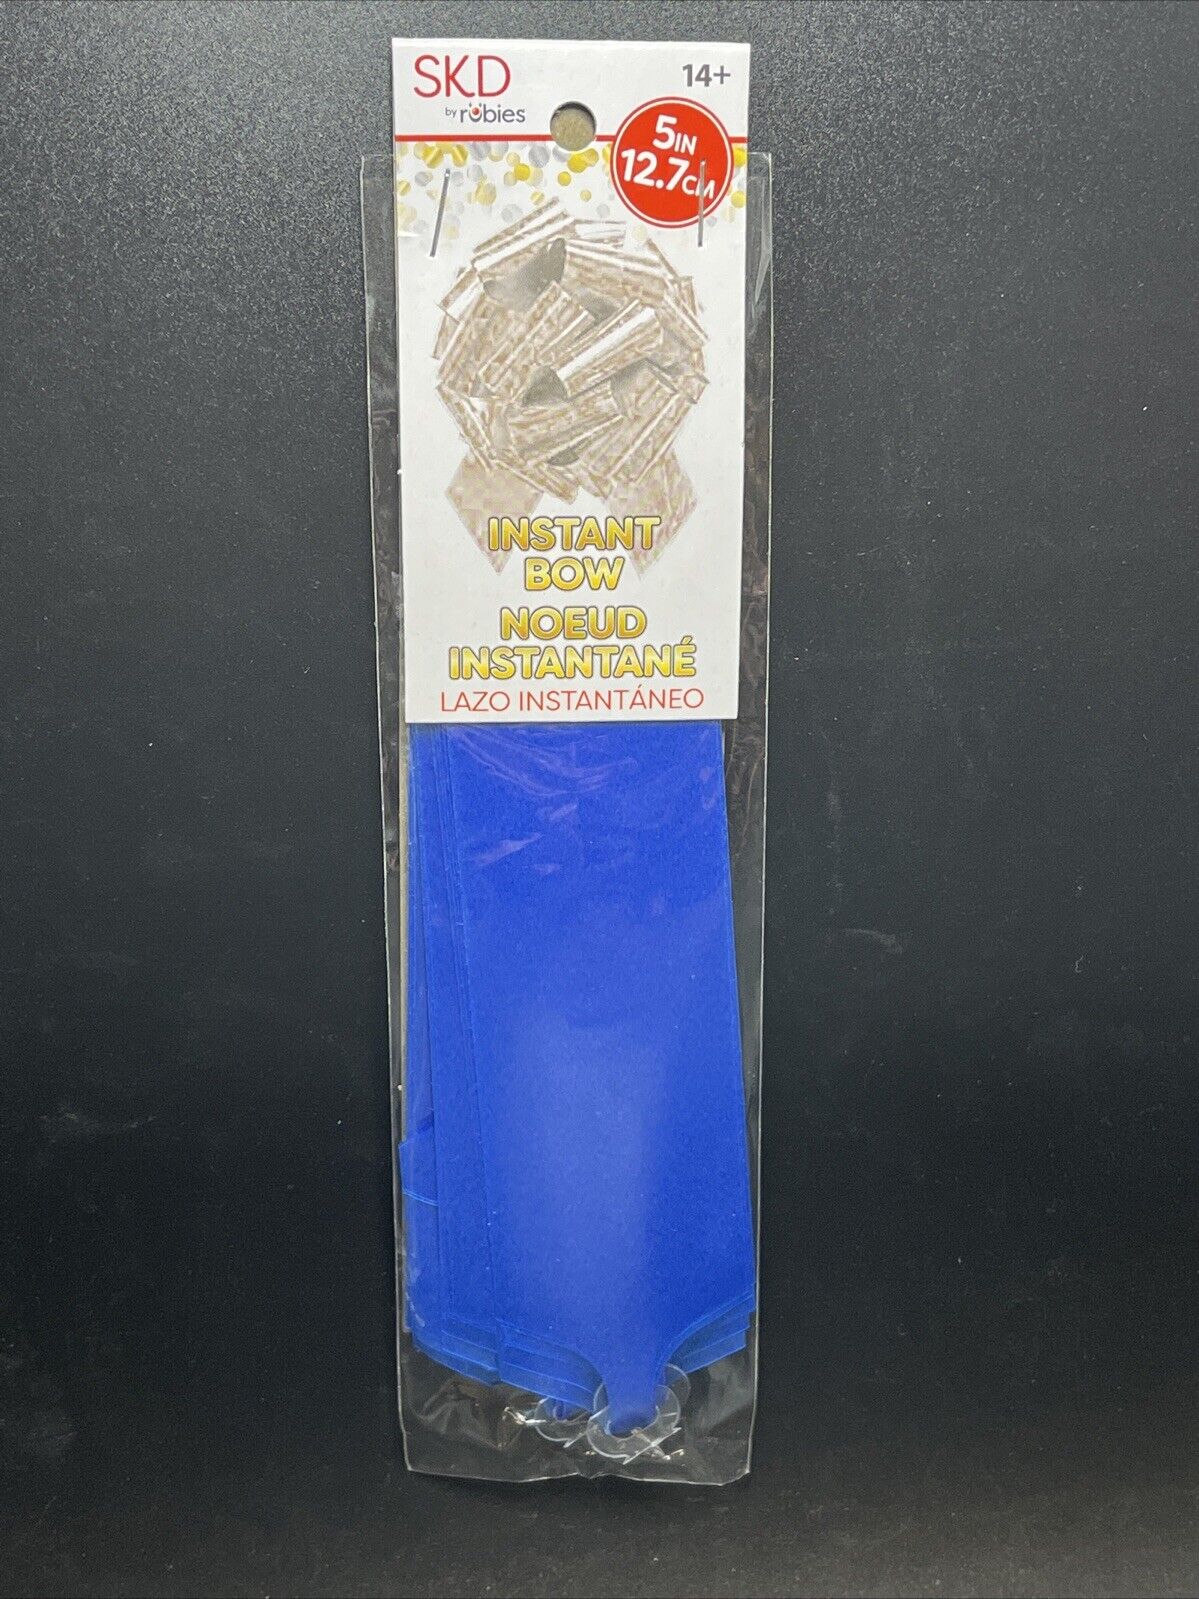 SKD
by rubies
14+
5IN
12.7CM
INSTANT
BOW
NOEUD
INSTANTANÉ
LAZO INSTANTÁNEO